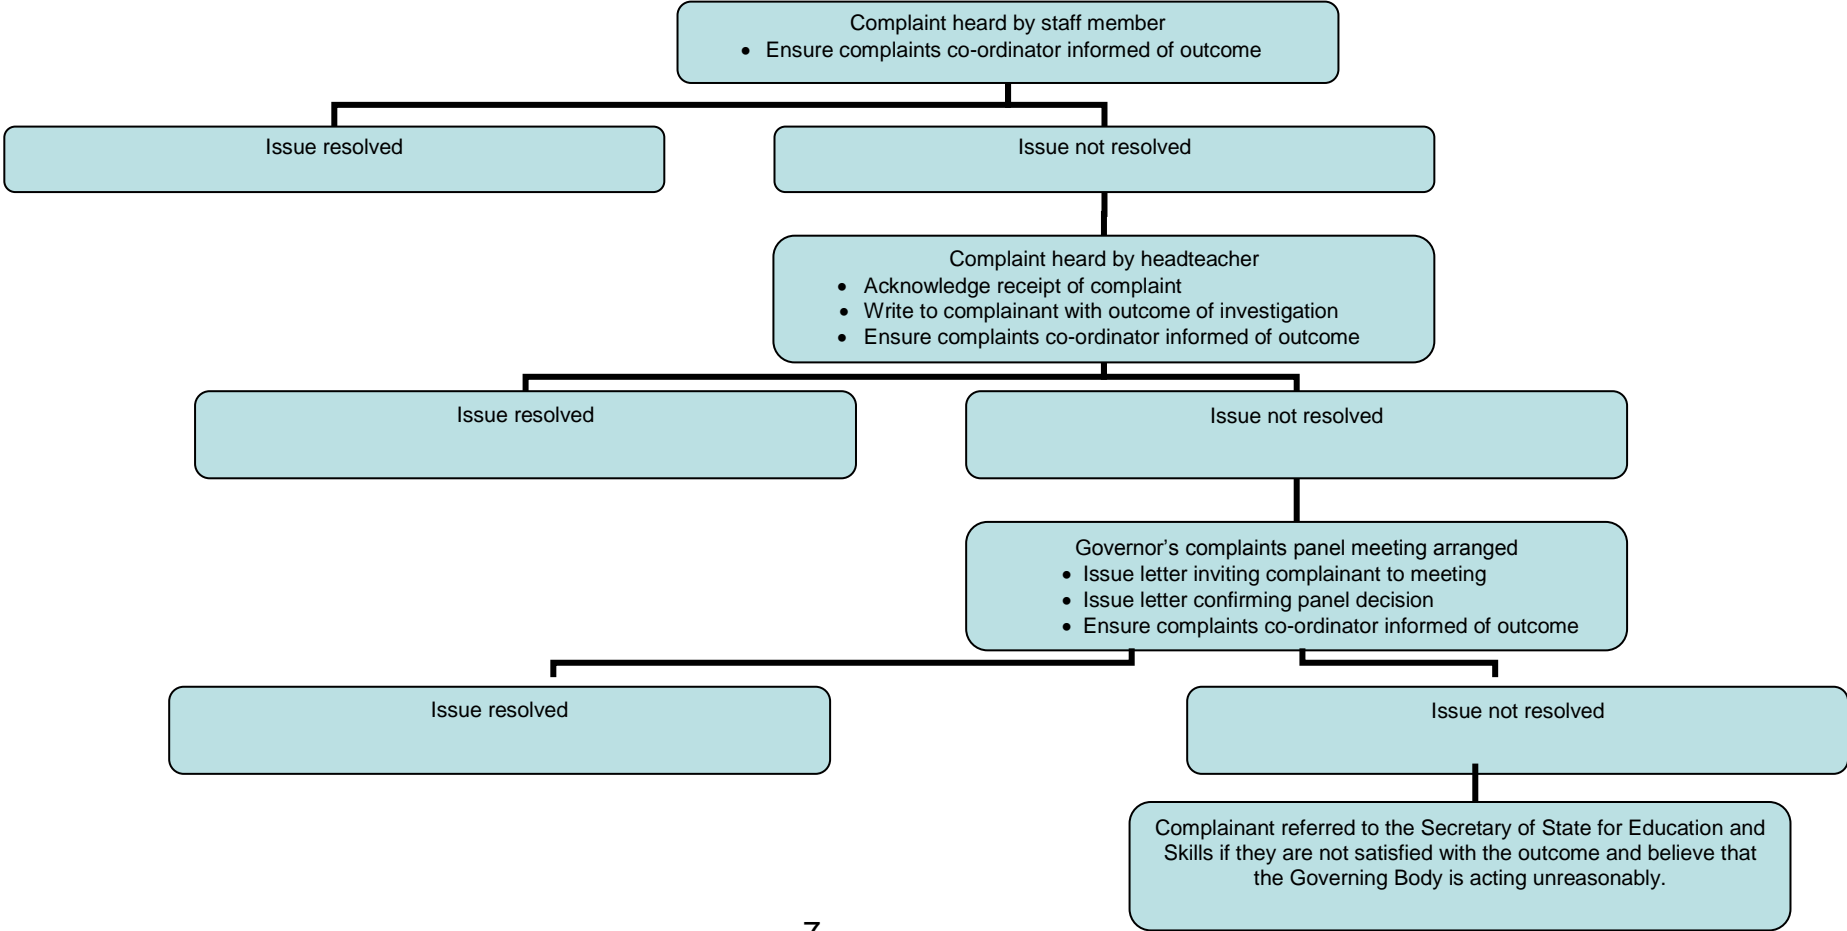 Complaint heard by staff member
• Ensure complaints co-ordinator informed of outcome
Issue resolved
Issue not resolved
Complaint heard by headteacher
• Acknowledge receipt of complaint
• Write to complainant with outcome of investigation
• Ensure complaints co-ordinator informed of outcome
Issue resolved
Issue not resolved
Governor’s complaints panel meeting arranged
• Issue letter inviting complainant to meeting
• Issue letter confirming panel decision
• Ensure complaints co-ordinator informed of outcome
Issue resolved
Issue not resolved
Complainant referred to the Secretary of State for Education and
Skills if they are not satisfied with the outcome and believe that
the Governing Body is acting unreasonably.